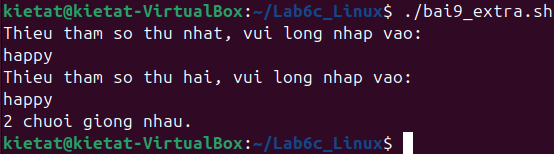 kietat@kietat-VirtualBox:~/Lab6c_Linux$ ./bai9_extra.sh
Thieu tham so thu nhat, vui long nhap vao:
happy
Thieu tham so thu hai, vui long nhap vao:
happy
2 chuoi giong nhau.
kietat@kietat-VirtualBox:~/Lab6c_Linux$